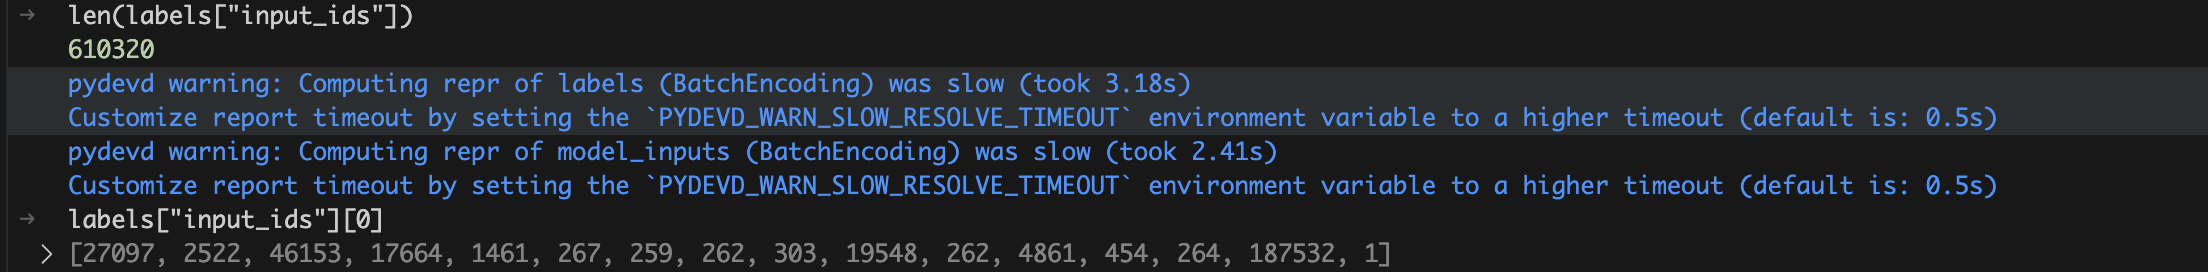 → len(labels["input_ids"])
610320
pydevd warning: Computing repr of labels (BatchEncoding) was slow (took 3.18s)
Customize report timeout by setting the `PYDEVD_WARN_SLOW_RESOLVE_TIMEOUT` environment variable to a higher timeout (default is: 0.5s)
pydevd warning: Computing repr of model_inputs (BatchEncoding) was slow (took 2.41s)
Customize report timeout by setting the `PYDEVD_WARN_SLOW_RESOLVE_TIMEOUT` environment variable to a higher timeout (default is: 0.5s)
→ labels["input_ids"][0]
> [27097, 2522, 46153, 17664, 1461, 267, 259, 262, 303, 19548, 262, 4861, 454, 264, 187532, 1]